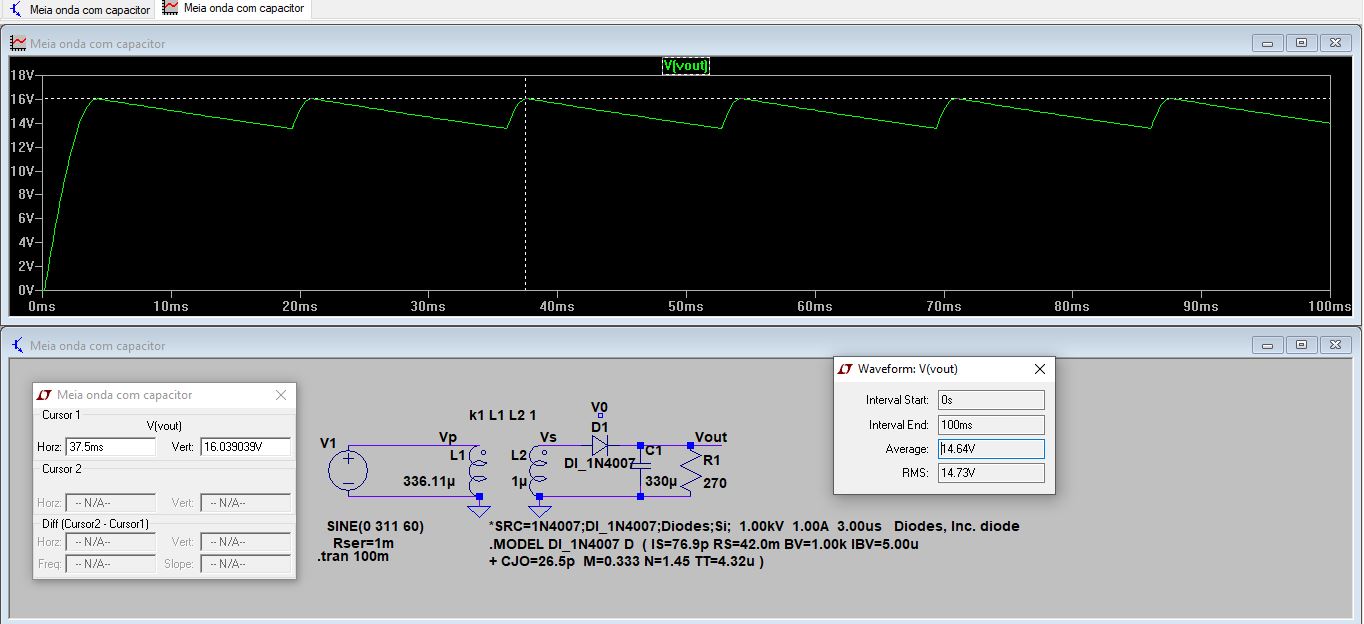 Meia onda com capacitor Meia onda com capacitor
Meia onda com capacitor
V(vout)
18V
16V
14V
12V
10V
8V
6V
4V
2V
0V
0ms 10ms 20ms 30ms 40ms 50ms 60ms 70ms 80ms 90ms 100ms
Meia onda com capacitor
Meia onda com capacitor
Cursor 1
V(vout)
Horz: 37.5ms Vert: 16.039039V
Cursor 2
Horz: -- N/A-- Vert: -- N/A--
Diff (Cursor2 - Cursor1)
Horz: -- N/A-- Vert: -- N/A--
Freq: -- N/A-- Slope: -- N/A--
k1 L1 L2 1
V0
D1
DI_1N4007
V1
Vp
L1
336.11µ
Vs
L2
1µ
C1
330µ
Vout
R1
270
SINE(0 311 60)
Rser=1m
.tran 100m
*SRC=1N4007;DI_1N4007;Diodes;Si; 1.00kV 1.00A 3.00us Diodes, Inc. diode
.MODEL DI_1N4007 D ( IS=76.9p RS=42.0m BV=1.00k IBV=5.00u
+ CJO=26.5p M=0.333 N=1.45 TT=4.32u )
Waveform: V(vout)
Interval Start: 0s
Interval End: 100ms
Average: 14.64V
RMS: 14.73V